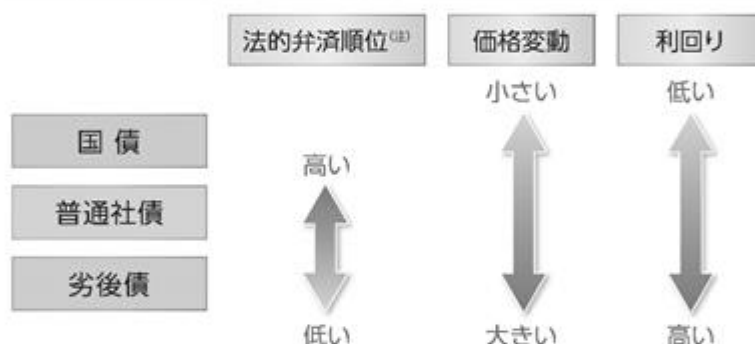 法的弁済順位(注) 価格変動 利回り
小さい 低い
国債
高い
普通社債
劣後債
低い 大きい 高い